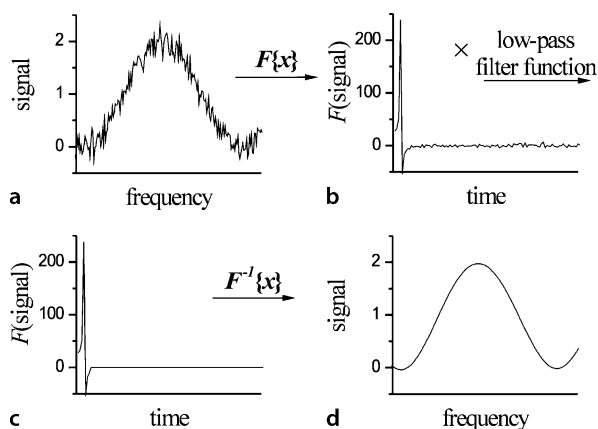 2
1
0
signal
frequency
a
F{x}
200
100
0
F(signal)
time
b
× low-pass
filter function
200
100
0
F(signal)
time
c
F⁻¹{x}
2
1
0
signal
frequency
d